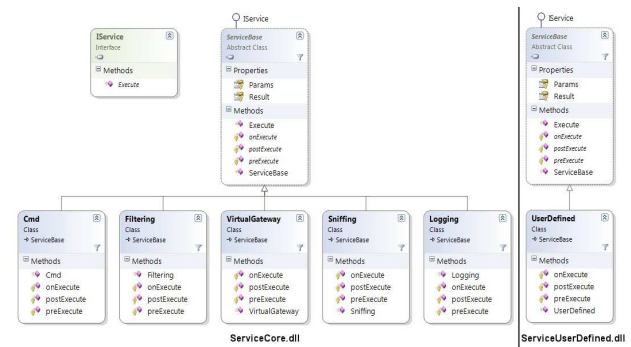 IService
IService
Interface
Methods
Execute
IService
ServiceBase
Abstract Class
Properties
Params
Result
Methods
Execute
onExecute
postExecute
preExecute
ServiceBase
Cmd
Class
ServiceBase
Methods
Cmd
onExecute
postExecute
preExecute
Filtering
Class
ServiceBase
Methods
Filtering
onExecute
postExecute
preExecute
VirtualGateway
Class
ServiceBase
Methods
onExecute
postExecute
preExecute
VirtualGateway
Sniffing
Class
ServiceBase
Methods
onExecute
postExecute
preExecute
Sniffing
Logging
Class
ServiceBase
Methods
Logging
onExecute
postExecute
preExecute
ServiceCore.dll
ServiceBase
Abstract Class
Properties
Params
Result
Methods
Execute
onExecute
postExecute
preExecute
ServiceBase
UserDefined
Class
ServiceBase
Methods
onExecute
postExecute
preExecute
UserDefined
ServiceUserDefined.dll